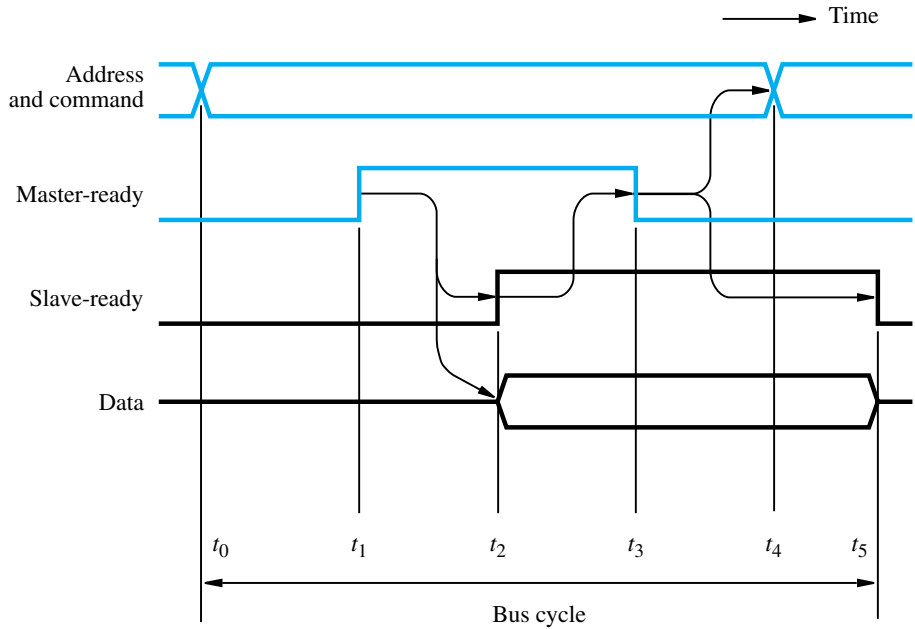 Time
Address
and command
Master-ready
Slave-ready
Data
t0 t1 t2 t3 t4 t5
Bus cycle